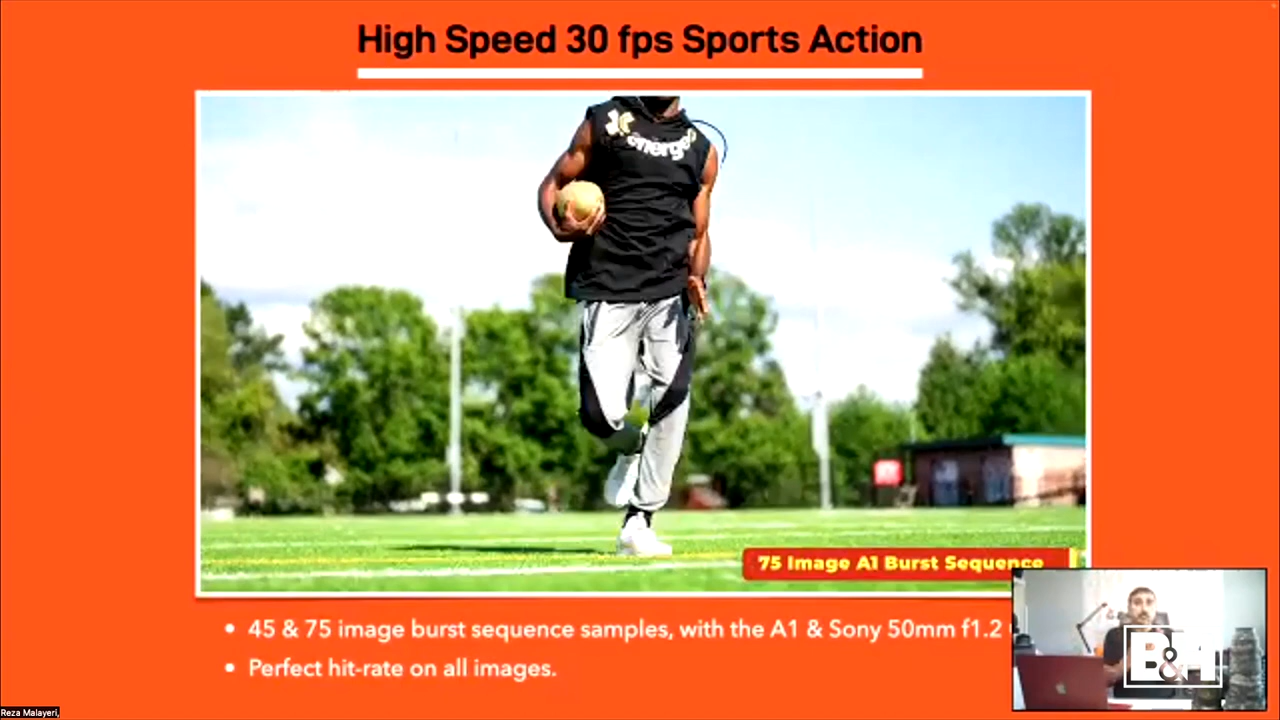 High Speed 30 fps Sports Action
energe
75 Image A1 Burst Sequence
• 45 & 75 image burst sequence samples, with the A1 & Sony 50mm f1.2
• Perfect hit-rate on all images.
B&H
Reza Malayeri,